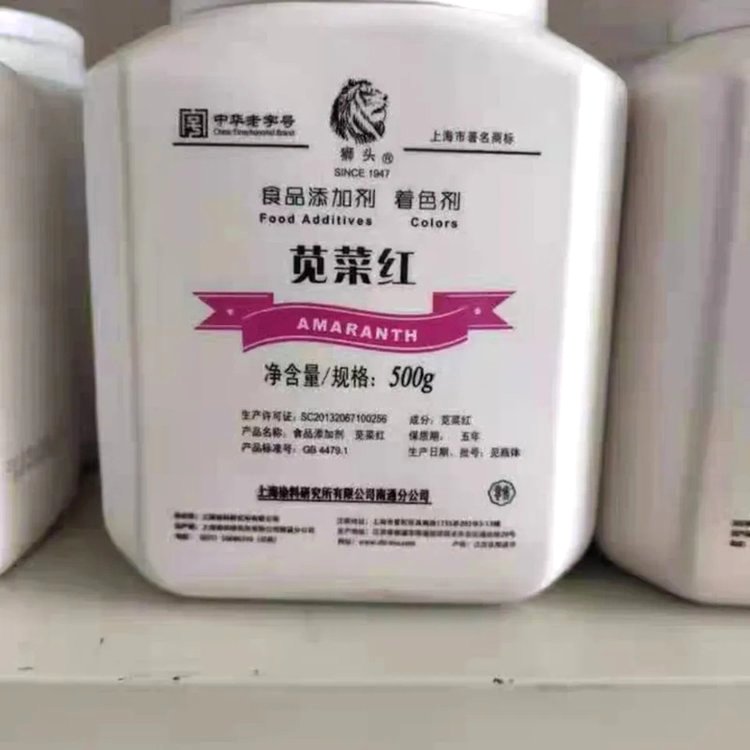 中华老字号
China Time-honored Brand
狮头®
SINCE 1947
上海市著名商标
食品添加剂 着色剂
Food Additives Colors
苋菜红
AMARANTH
净含量/规格：500g
生产许可证：SC20132067100256
产品名称：食品添加剂 苋菜红
产品标准号：GB 4479.1
成分：苋菜红
保质期： 五年
生产日期、批号：见瓶体
上海染料研究所有限公司南通分公司